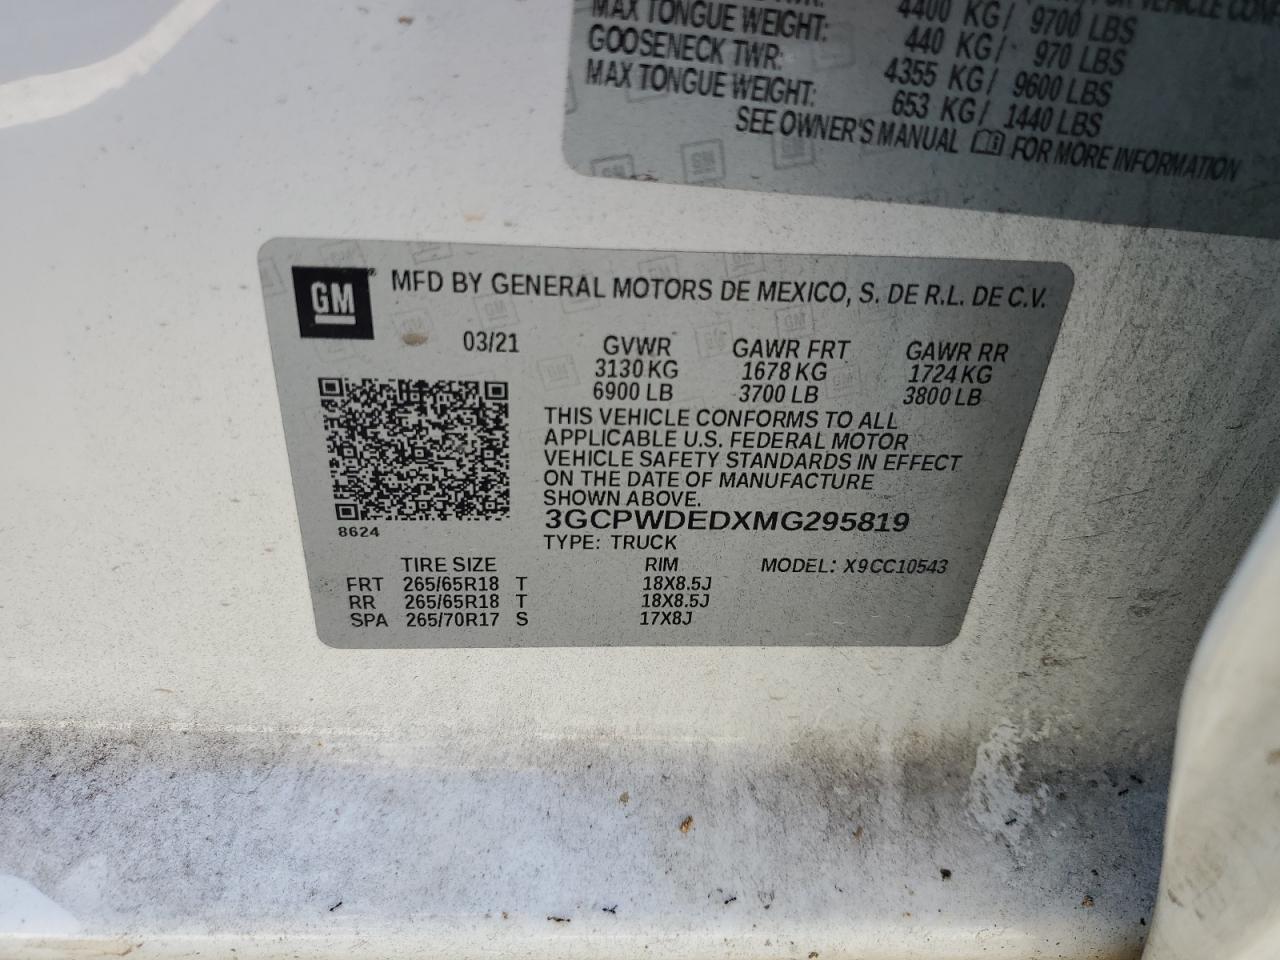 4400 KG / 9700 LBS
MAX TONGUE WEIGHT: 440 KG / 970 LBS
GOOSENECK TWR: 4355 KG / 9600 LBS
MAX TONGUE WEIGHT: 653 KG / 1440 LBS
SEE OWNER'S MANUAL FOR MORE INFORMATION
GM
GM
GM
GM® MFD BY GENERAL MOTORS DE MEXICO, S. DE R.L. DE C.V.
03/21 GVWR GAWR FRT GAWR RR
3130 KG 1678 KG 1724 KG
6900 LB 3700 LB 3800 LB
THIS VEHICLE CONFORMS TO ALL
APPLICABLE U.S. FEDERAL MOTOR
VEHICLE SAFETY STANDARDS IN EFFECT
ON THE DATE OF MANUFACTURE
SHOWN ABOVE.
3GCPWDEDXMG295819
8624
TYPE: TRUCK
TIRE SIZE RIM MODEL: X9CC10543
FRT 265/65R18 T 18X8.5J
RR 265/65R18 T 18X8.5J
SPA 265/70R17 S 17X8J